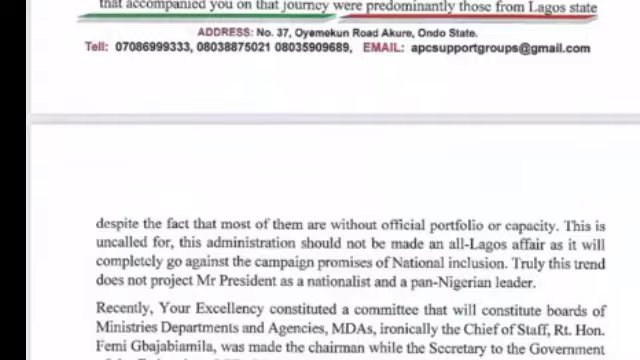 that accompanied you on that journey were predominantly those from Lagos state
ADDRESS: No. 37, Oyemekun Road Akure, Ondo State.
Tell: 07086999333, 08038875021 08035909689, EMAIL: apcsupportgroups@gmail.com
despite the fact that most of them are without official portfolio or capacity. This is
uncalled for, this administration should not be made an all-Lagos affair as it will
completely go against the campaign promises of National inclusion. Truly this trend
does not project Mr President as a nationalist and a pan-Nigerian leader.
Recently, Your Excellency constituted a committee that will constitute boards of
Ministries Departments and Agencies, MDAs, ironically the Chief of Staff, Rt. Hon.
Femi Gbajabiamila, was made the chairman while the Secretary to the Government